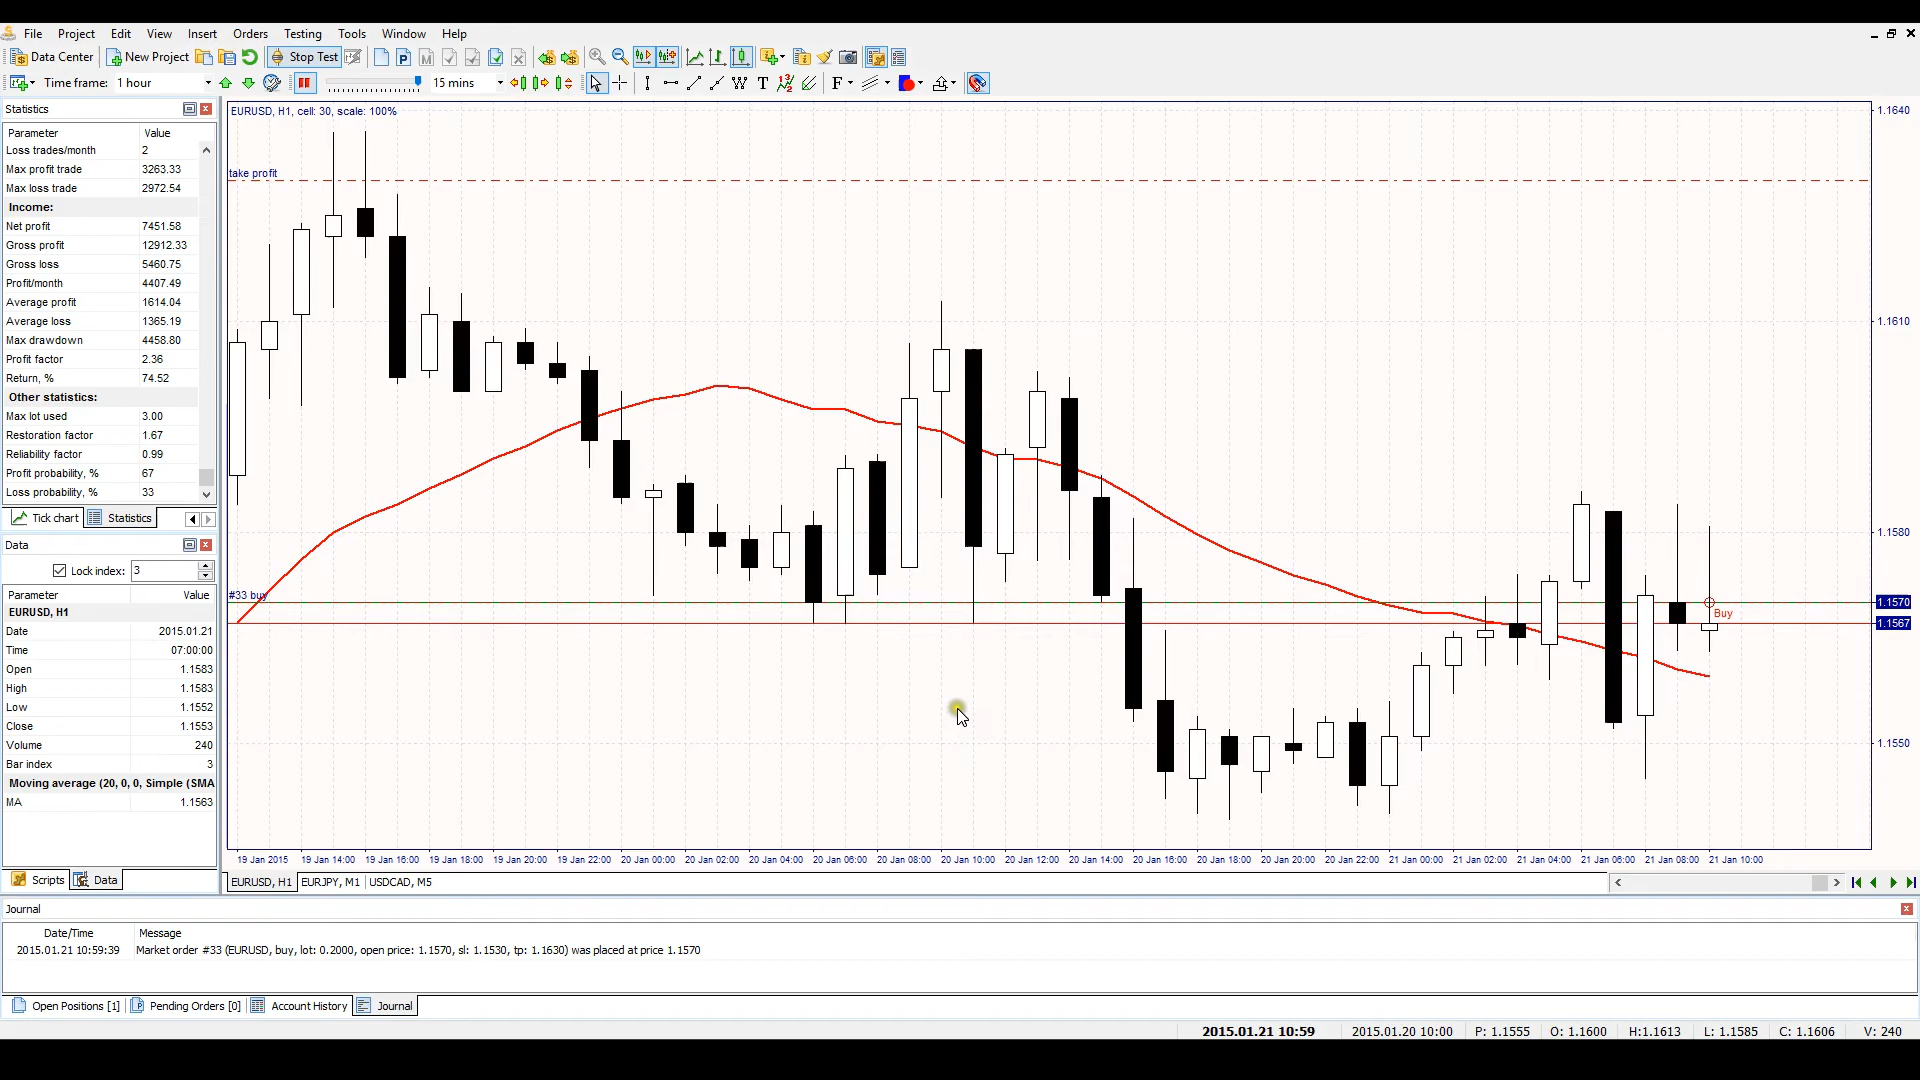 File Project Edit View Insert Orders Testing Tools Window Help
Data Center New Project Stop Test
Time frame: 1 hour 15 mins
Statistics
Parameter Value
Loss trades/month 2
Max profit trade 3263.33
Max loss trade 2972.54
Income:
Net profit 7451.58
Gross profit 12912.33
Gross loss 5460.75
Profit/month 4407.49
Average profit 1614.04
Average loss 1365.19
Max drawdown 4458.80
Profit factor 2.36
Return, % 74.52
Other statistics:
Max lot used 3.00
Restoration factor 1.67
Reliability factor 0.99
Profit probability, % 67
Loss probability, % 33
Tick chart Statistics
Data
Lock index: 3
Parameter Value
EURUSD, H1
Date 2015.01.21
Time 07:00:00
Open 1.1583
High 1.1583
Low 1.1552
Close 1.1553
Volume 240
Bar index 3
Moving average (20, 0, 0, Simple (SMA
MA 1.1563
Scripts Data
EURUSD, H1, cell: 30, scale: 100%
take profit
#33 buy
Buy
1.1640
1.1610
1.1580
1.1570
1.1567
1.1550
19 Jan 2015 19 Jan 14:00 19 Jan 16:00 19 Jan 18:00 19 Jan 20:00 19 Jan 22:00 20 Jan 00:00 20 Jan 02:00 20 Jan 04:00 20 Jan 06:00 20 Jan 08:00 20 Jan 10:00 20 Jan 12:00 20 Jan 14:00 20 Jan 16:00 20 Jan 18:00 20 Jan 20:00 20 Jan 22:00 21 Jan 00:00 21 Jan 02:00 21 Jan 04:00 21 Jan 06:00 21 Jan 08:00 21 Jan 10:00
EURUSD, H1 EURJPY, M1 USDCAD, M5
Journal
Date/Time Message
2015.01.21 10:59:39 Market order #33 (EURUSD, buy, lot: 0.2000, open price: 1.1570, sl: 1.1530, tp: 1.1630) was placed at price 1.1570
Open Positions [1] Pending Orders [0] Account History Journal
2015.01.21 10:59 2015.01.20 10:00 P: 1.1555 O: 1.1600 H:1.1613 L: 1.1585 C: 1.1606 V: 240